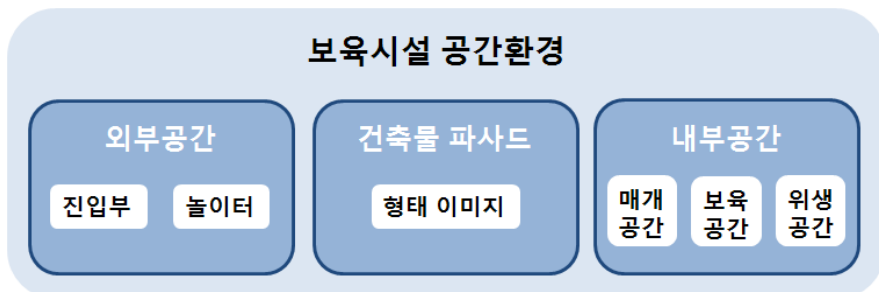 보육시설 공간환경
외부공간
진입부
놀이터
건축물 파사드
형태 이미지
내부공간
매개
공간
보육
공간
위생
공간